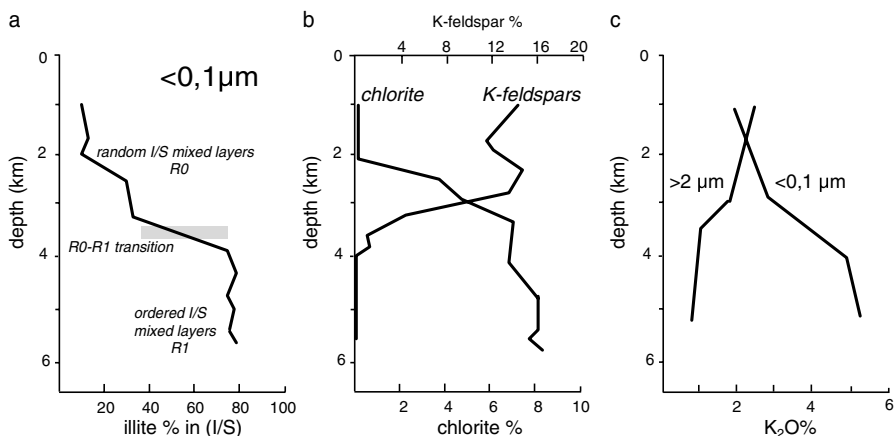 a
<0,1µm
0
2
4
6
depth (km)
random I/S mixed layers
R0
R0-R1 transition
ordered I/S
mixed layers
R1
20 40 60 80 100
illite % in (I/S)
b
K-feldspar %
4 8 12 16 20
0
2
4
6
depth (km)
chlorite
K-feldspars
2 4 6 8 10
chlorite %
c
0
2
4
6
depth (km)
>2 µm
<0,1 µm
2 4 6
K₂O%